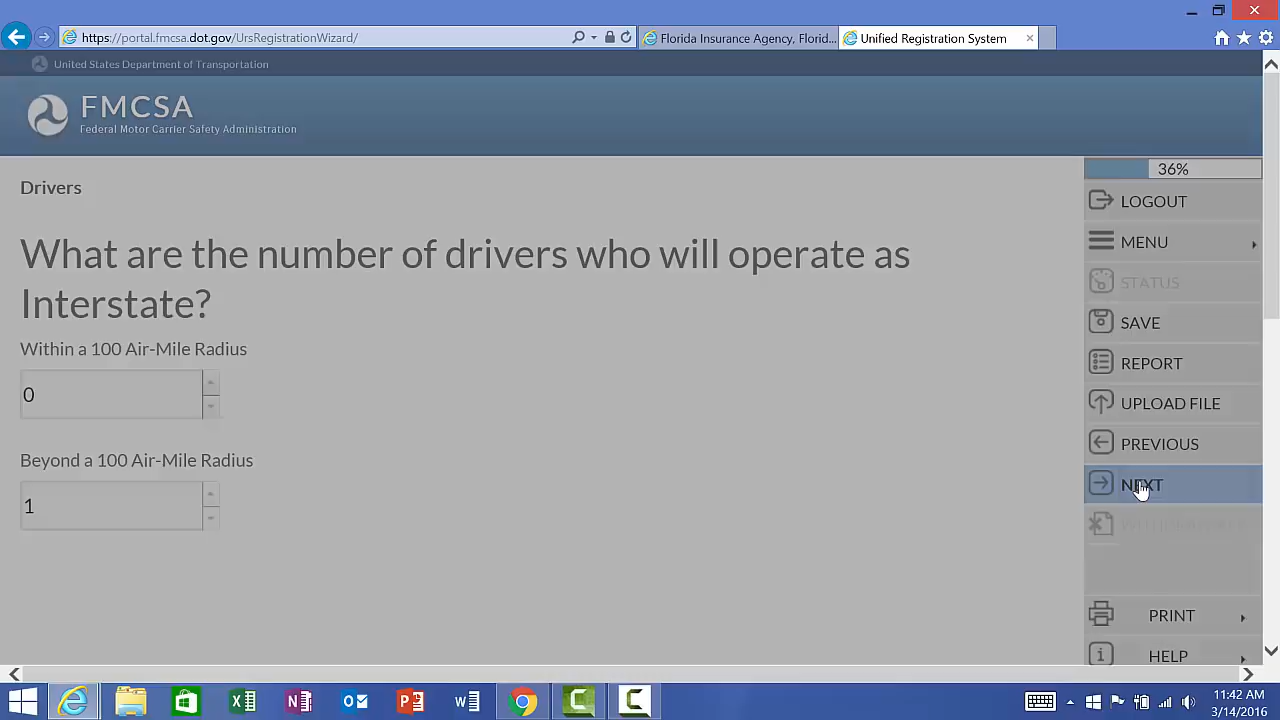 https://portal.fmcsa.dot.gov/UrsRegistrationWizard/
Florida Insurance Agency, Florid...
Unified Registration System
United States Department of Transportation
FMCSA
Federal Motor Carrier Safety Administration
36%
Drivers
LOGOUT
What are the number of drivers who will operate as
Interstate?
MENU
STATUS
SAVE
Within a 100 Air-Mile Radius
REPORT
0
UPLOAD FILE
PREVIOUS
Beyond a 100 Air-Mile Radius
NEXT
1
PRINT
HELP
11:42 AM
3/14/2016